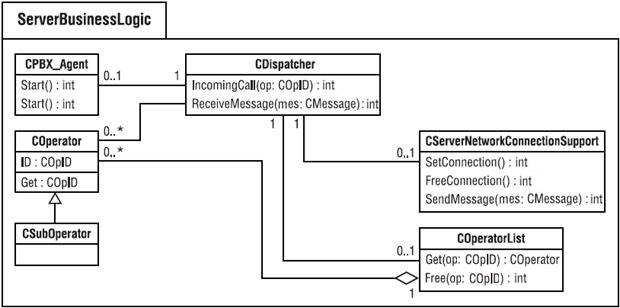 ServerBusinessLogic
CPBX_Agent
Start() : int
Start() : int
0..1
1
CDispatcher
IncomingCall(op: COpID) : int
ReceiveMessage(mes: CMessage): int
0..*
1
1
COperator
ID : COpID
Get : COpID
0..*
0..1
CServerNetworkConnectionSupport
SetConnection() : int
FreeConnection() : int
SendMessage(mes: CMessage) : int
CSubOperator
0..1
COperatorList
Get(op: COpID) : COperator
Free(op: COpID) : int
1